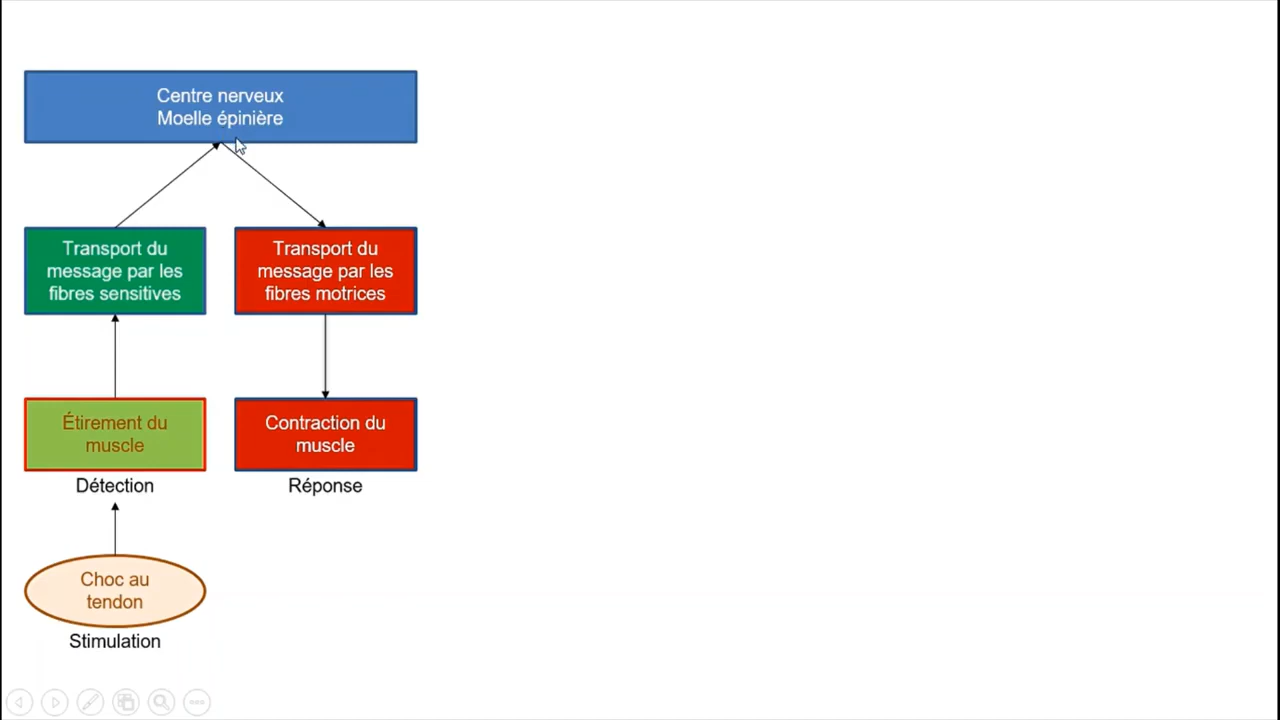 Centre nerveux
Moelle épinière
Transport du
message par les
fibres sensitives
Transport du
message par les
fibres motrices
Étirement du
muscle
Détection
Contraction du
muscle
Réponse
Choc au
tendon
Stimulation